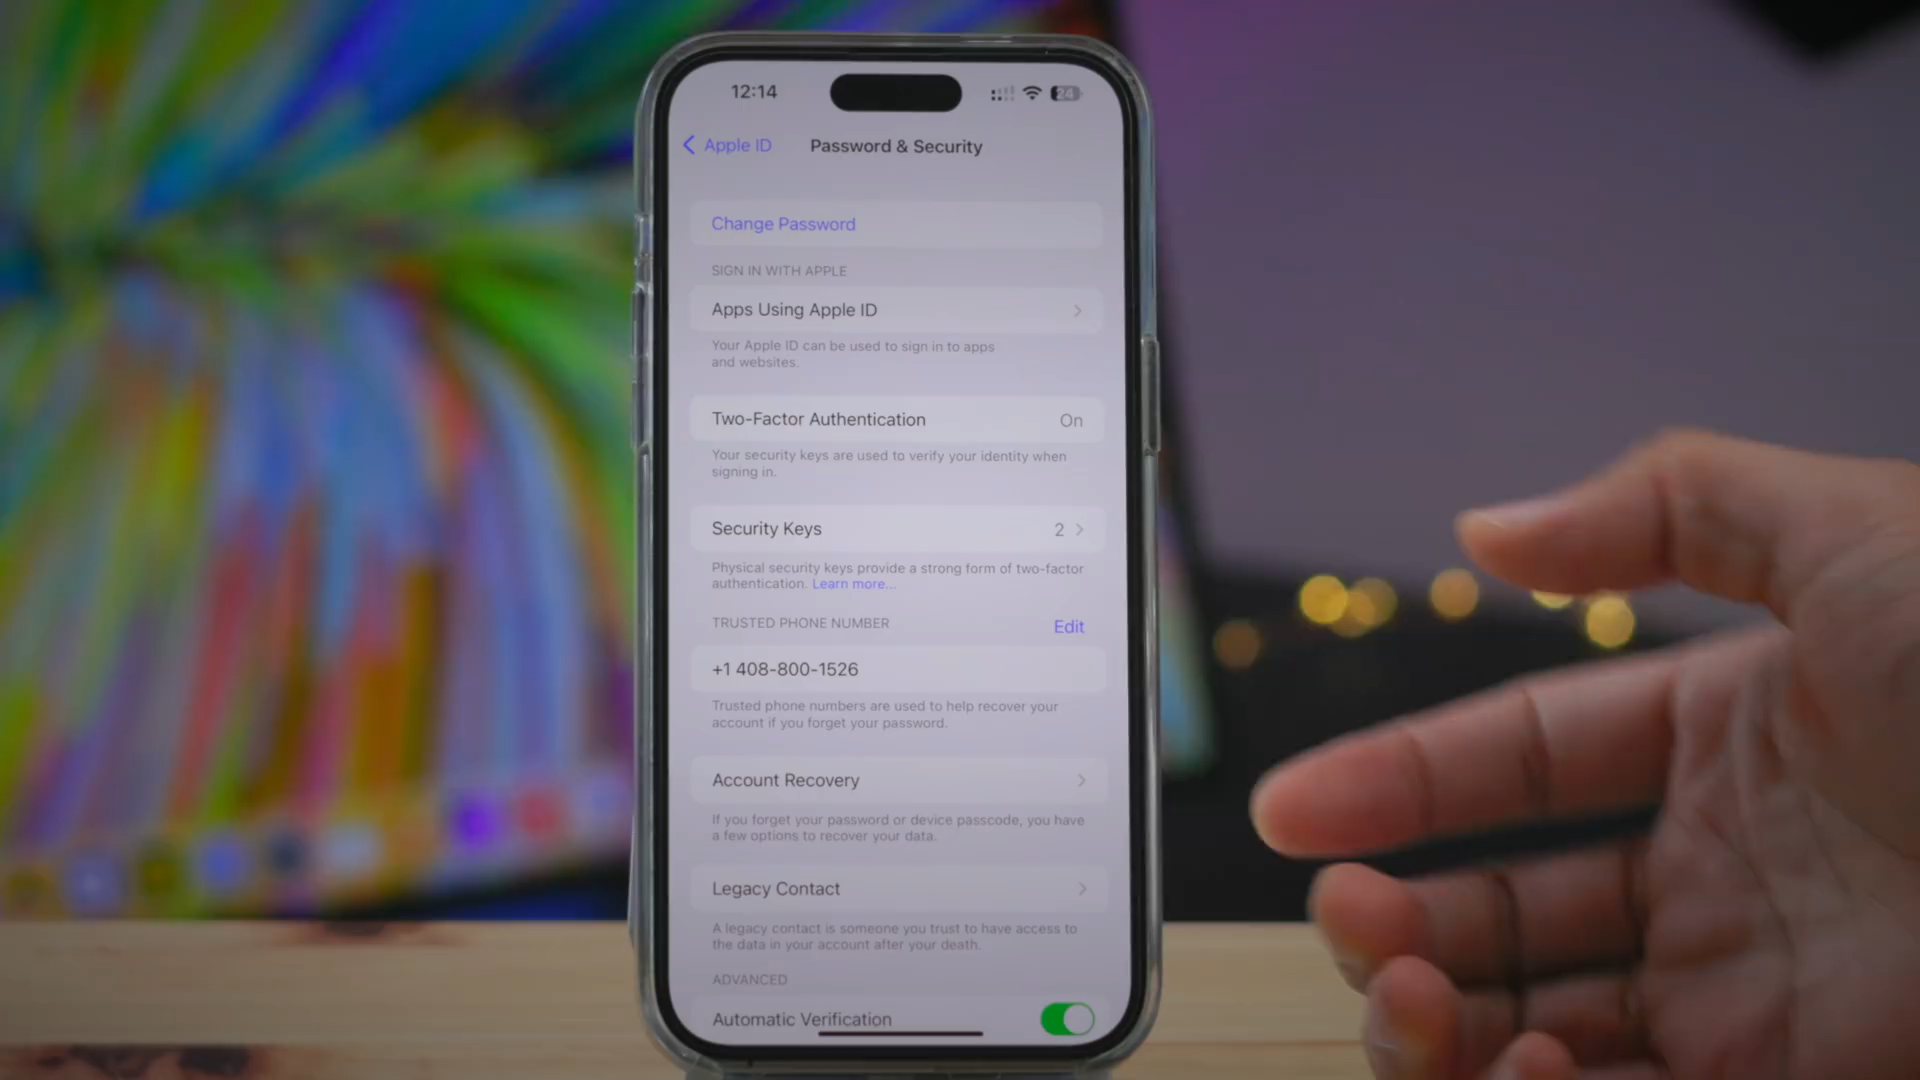 12:14
24
Apple ID
Password & Security
Change Password
SIGN IN WITH APPLE
Apps Using Apple ID
Your Apple ID can be used to sign in to apps
and websites.
Two-Factor Authentication On
Your security keys are used to verify your identity when
signing in.
Security Keys 2
Physical security keys provide a strong form of two-factor
authentication. Learn more...
TRUSTED PHONE NUMBER Edit
+1 408-800-1526
Trusted phone numbers are used to help recover your
account if you forget your password.
Account Recovery
If you forget your password or device passcode, you have
a few options to recover your data.
Legacy Contact
A legacy contact is someone you trust to have access to
the data in your account after your death.
ADVANCED
Automatic Verification